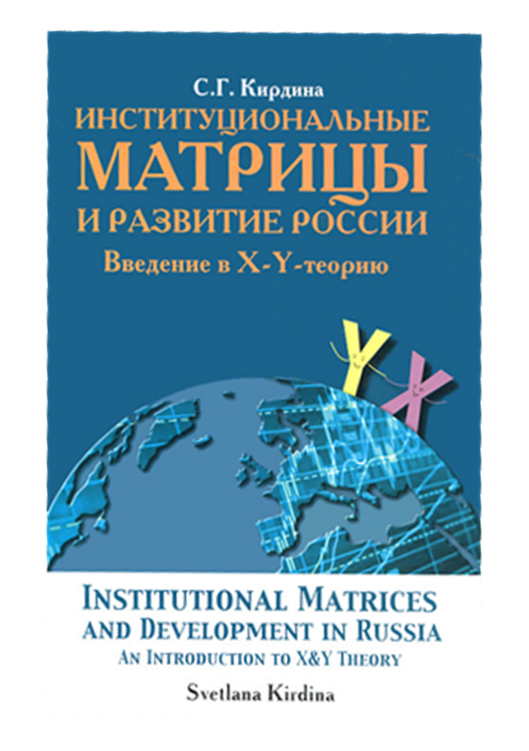 С.Г. Кирдина
ИНСТИТУЦИОНАЛЬНЫЕ
МАТРИЦЫ
И РАЗВИТИЕ РОССИИ
Введение в X-Y-теорию
Y
X
INSTITUTIONAL MATRICES
AND DEVELOPMENT IN RUSSIA
AN INTRODUCTION TO X&Y THEORY
Svetlana Kirdina